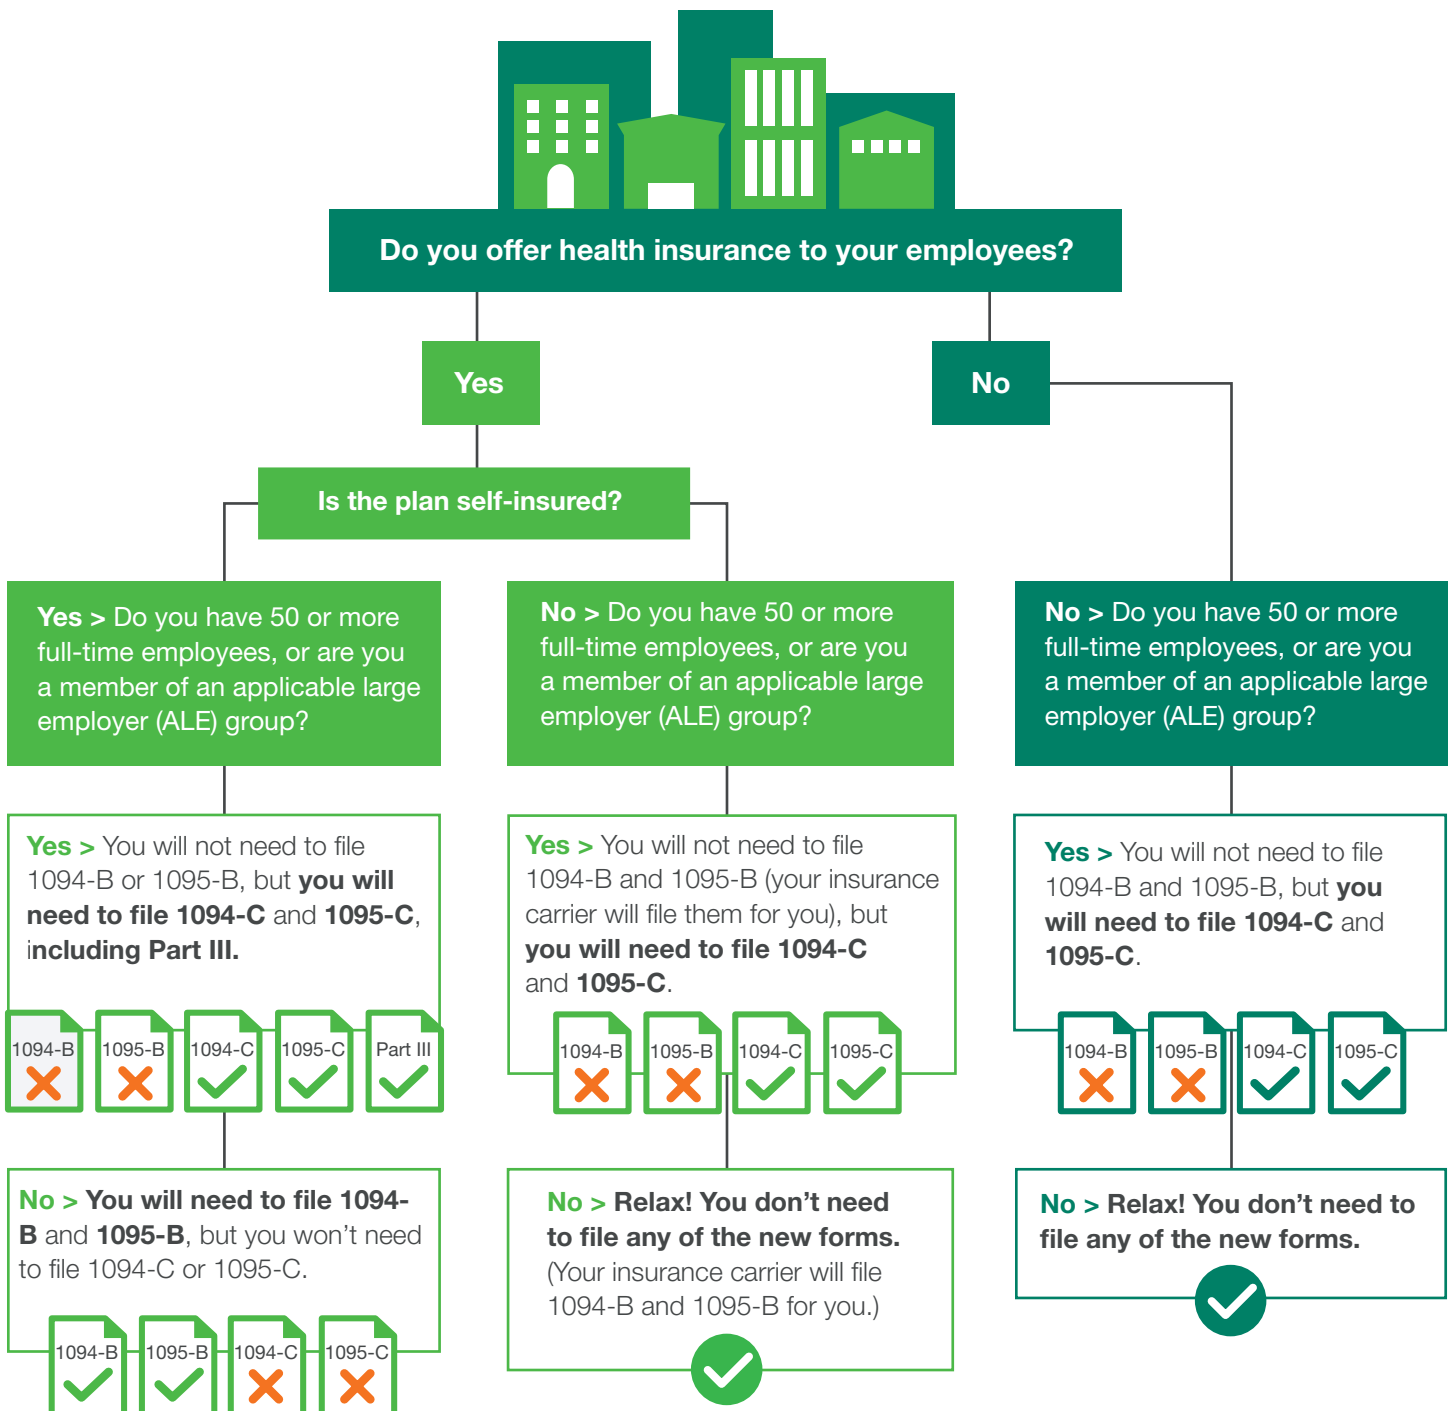 Do you offer health insurance to your employees?
Yes
No
Is the plan self-insured?
Yes > Do you have 50 or more
full-time employees, or are you
a member of an applicable large
employer (ALE) group?
No > Do you have 50 or more
full-time employees, or are you
a member of an applicable large
employer (ALE) group?
No > Do you have 50 or more
full-time employees, or are you
a member of an applicable large
employer (ALE) group?
Yes > You will not need to file
1094-B or 1095-B, but you will
need to file 1094-C and 1095-C,
including Part III.
1094-B
1095-B
1094-C
1095-C
Part III
Yes > You will not need to file
1094-B and 1095-B (your insurance
carrier will file them for you), but
you will need to file 1094-C
and 1095-C.
1094-B
1095-B
1094-C
1095-C
Yes > You will not need to file
1094-B and 1095-B, but you
will need to file 1094-C and
1095-C.
1094-B
1095-B
1094-C
1095-C
No > You will need to file 1094-
B and 1095-B, but you won’t need
to file 1094-C or 1095-C.
1094-B
1095-B
1094-C
1095-C
No > Relax! You don’t need
to file any of the new forms.
(Your insurance carrier will file
1094-B and 1095-B for you.)
No > Relax! You don’t need to
file any of the new forms.